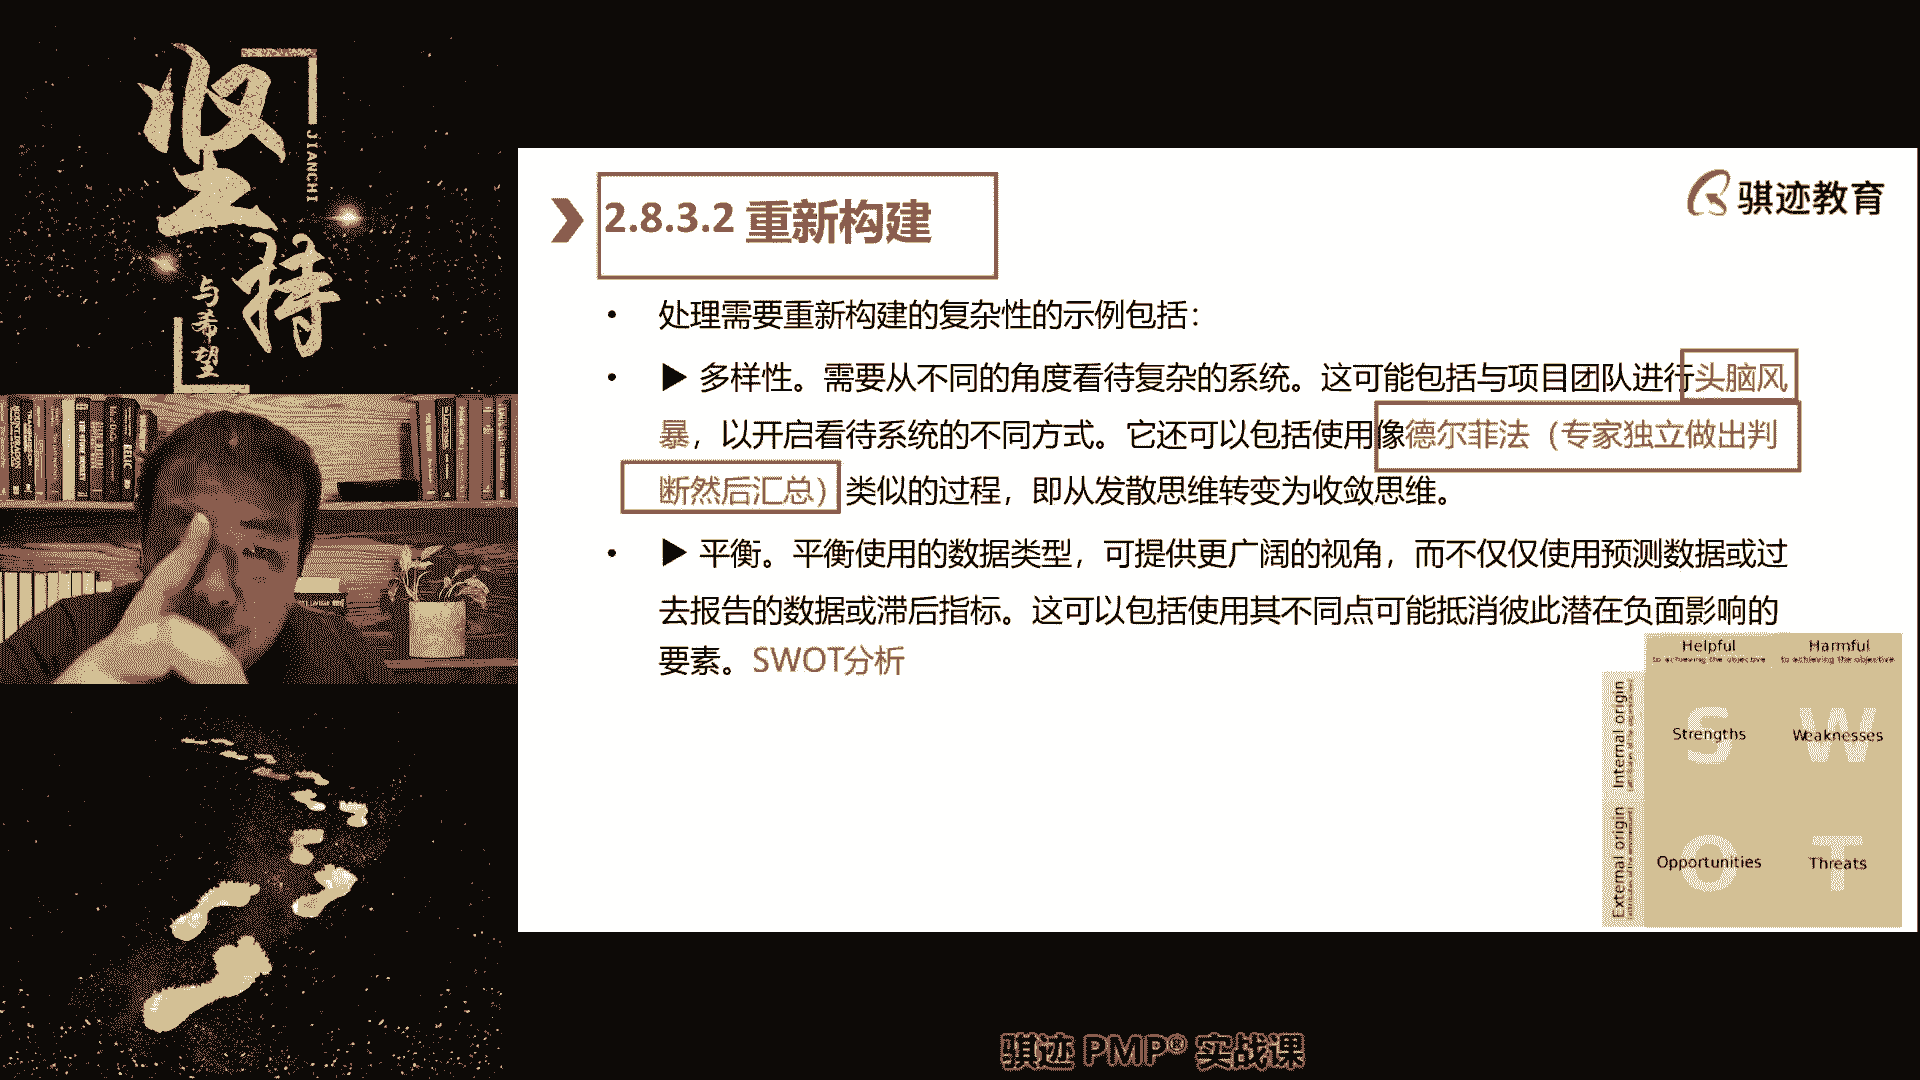 坚持
JIANCHI
与希望
骐迹教育
2.8.3.2 重新构建
• 处理需要重新构建的复杂性的示例包括：
• ▶ 多样性。需要从不同的角度看待复杂的系统。这可能包括与项目团队进行头脑风
暴，以开启看待系统的不同方式。它还可以包括使用像德尔菲法（专家独立做出判
断然后汇总）类似的过程，即从发散思维转变为收敛思维。
• ▶ 平衡。平衡使用的数据类型，可提供更广阔的视角，而不仅仅使用预测数据或过
去报告的数据或滞后指标。这可以包括使用其不同点可能抵消彼此潜在负面影响的
要素。SWOT分析
Helpful
to achieving the objective
Harmful
to achieving the objective
Internal origin
S
Strengths
W
Weaknesses
External origin
O
Opportunities
T
Threats
骐迹 PMP® 实战课